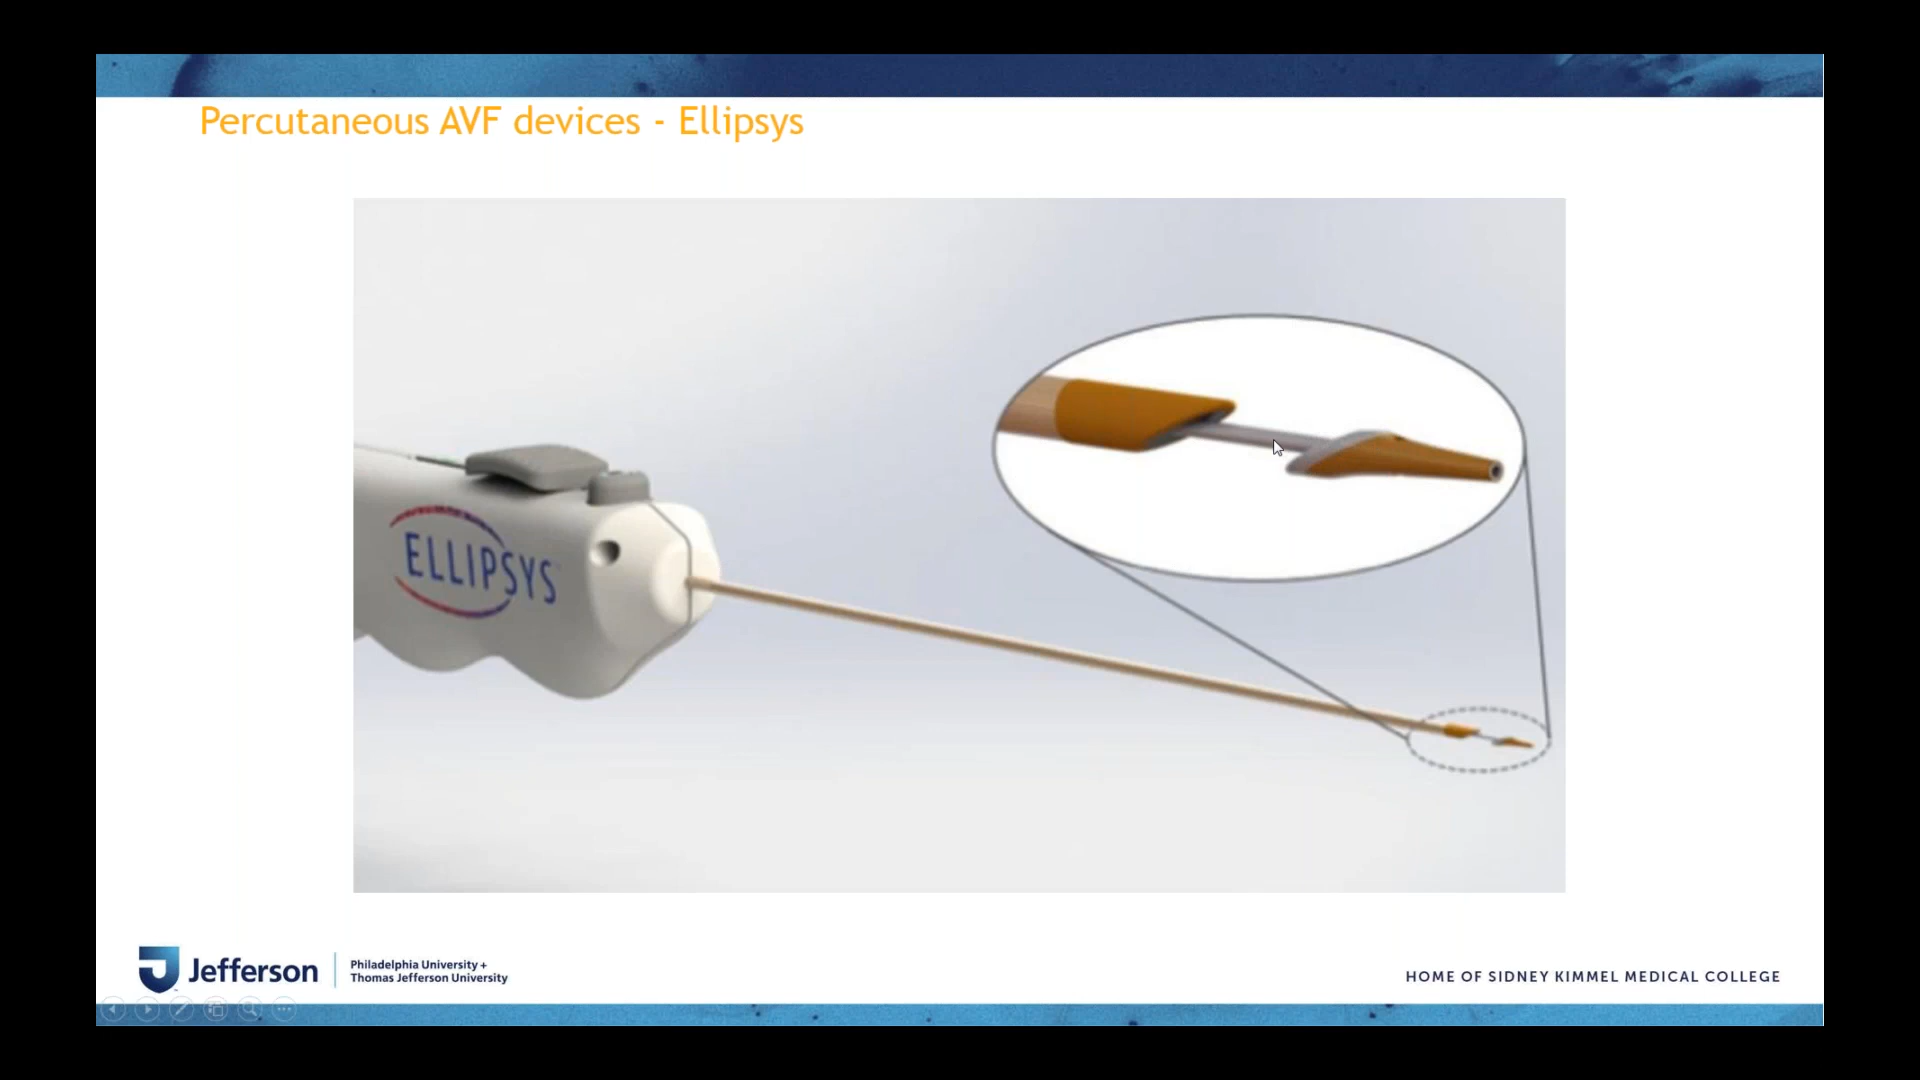 Percutaneous AVF devices - Ellipsys
ELLIPSYS
Jefferson
Philadelphia University +
Thomas Jefferson University
HOME OF SIDNEY KIMMEL MEDICAL COLLEGE